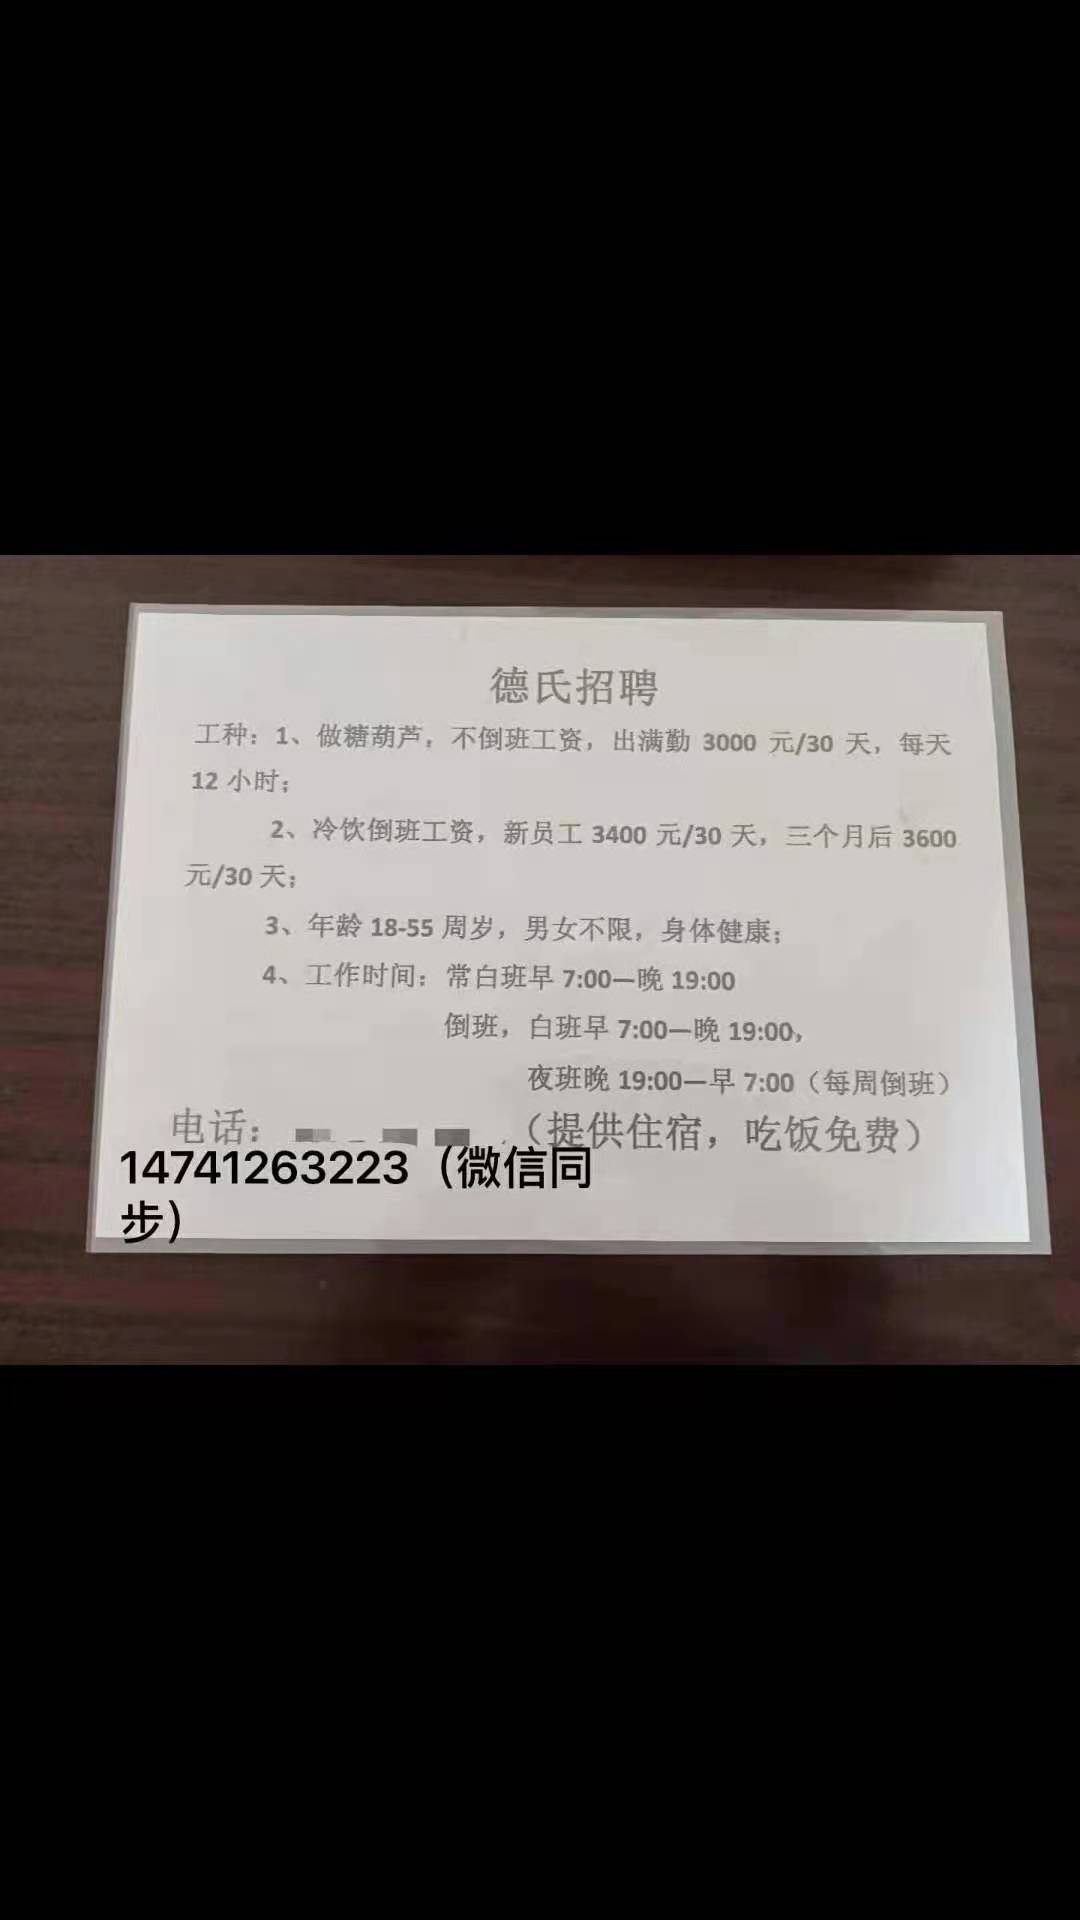 德氏招聘
工种：1、做糖葫芦，不倒班工资，出满勤 3000 元/30 天，每天
12 小时；
2、冷饮倒班工资，新员工 3400 元/30 天，三个月后 3600
元/30 天；
3、年龄 18-55 周岁，男女不限，身体健康；
4、工作时间：常白班早 7:00—晚 19:00
倒班，白班早 7:00—晚 19:00，
夜班晚 19:00—早 7:00（每周倒班）
电话：（提供住宿，吃饭免费）
14741263223（微信同
步）